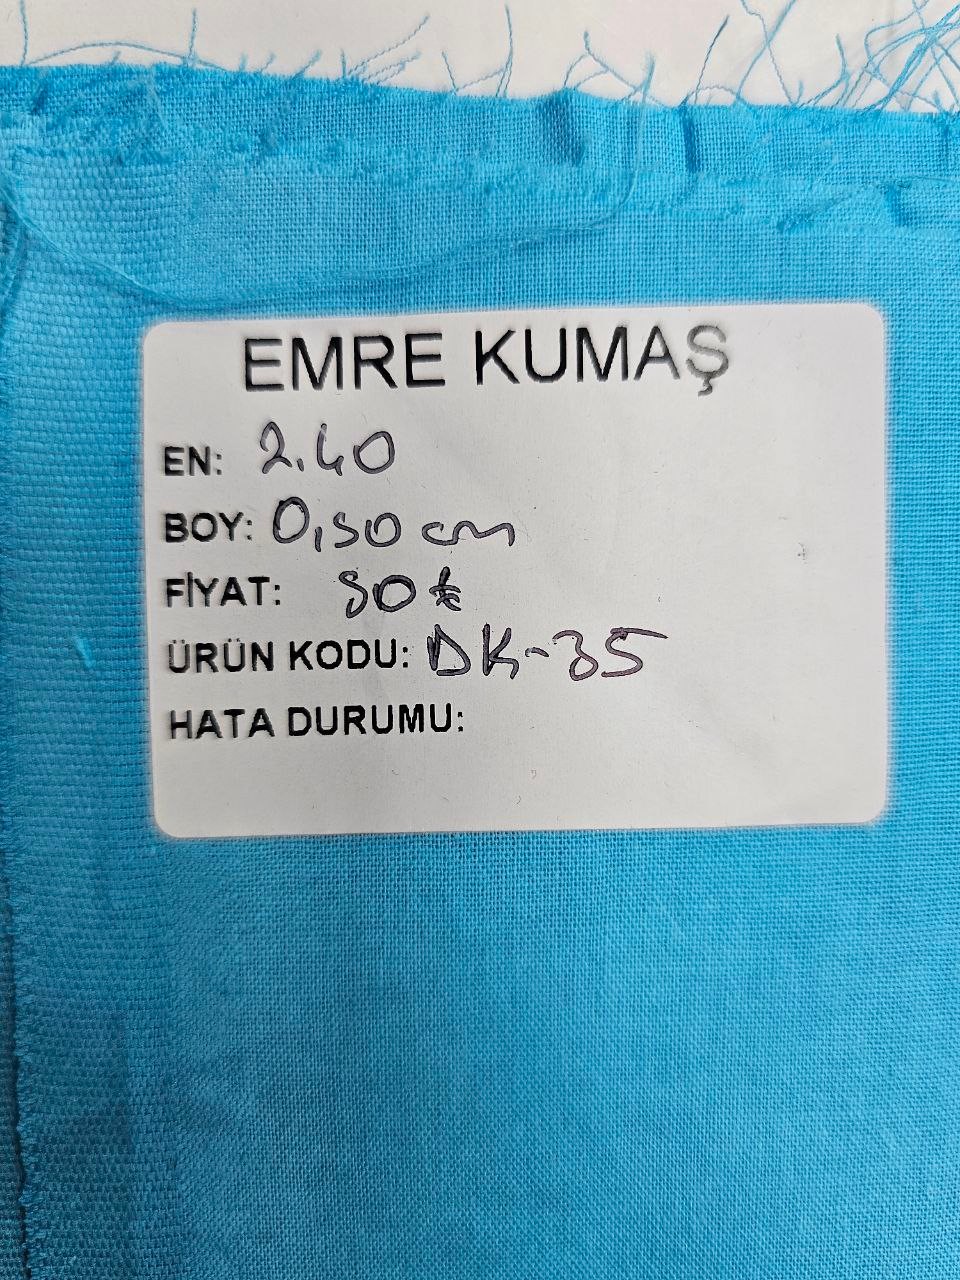 EMRE KUMAŞ
EN: 2.40
BOY: 0,50 cm
FİYAT: 80 ₺
ÜRÜN KODU: DK-35
HATA DURUMU: